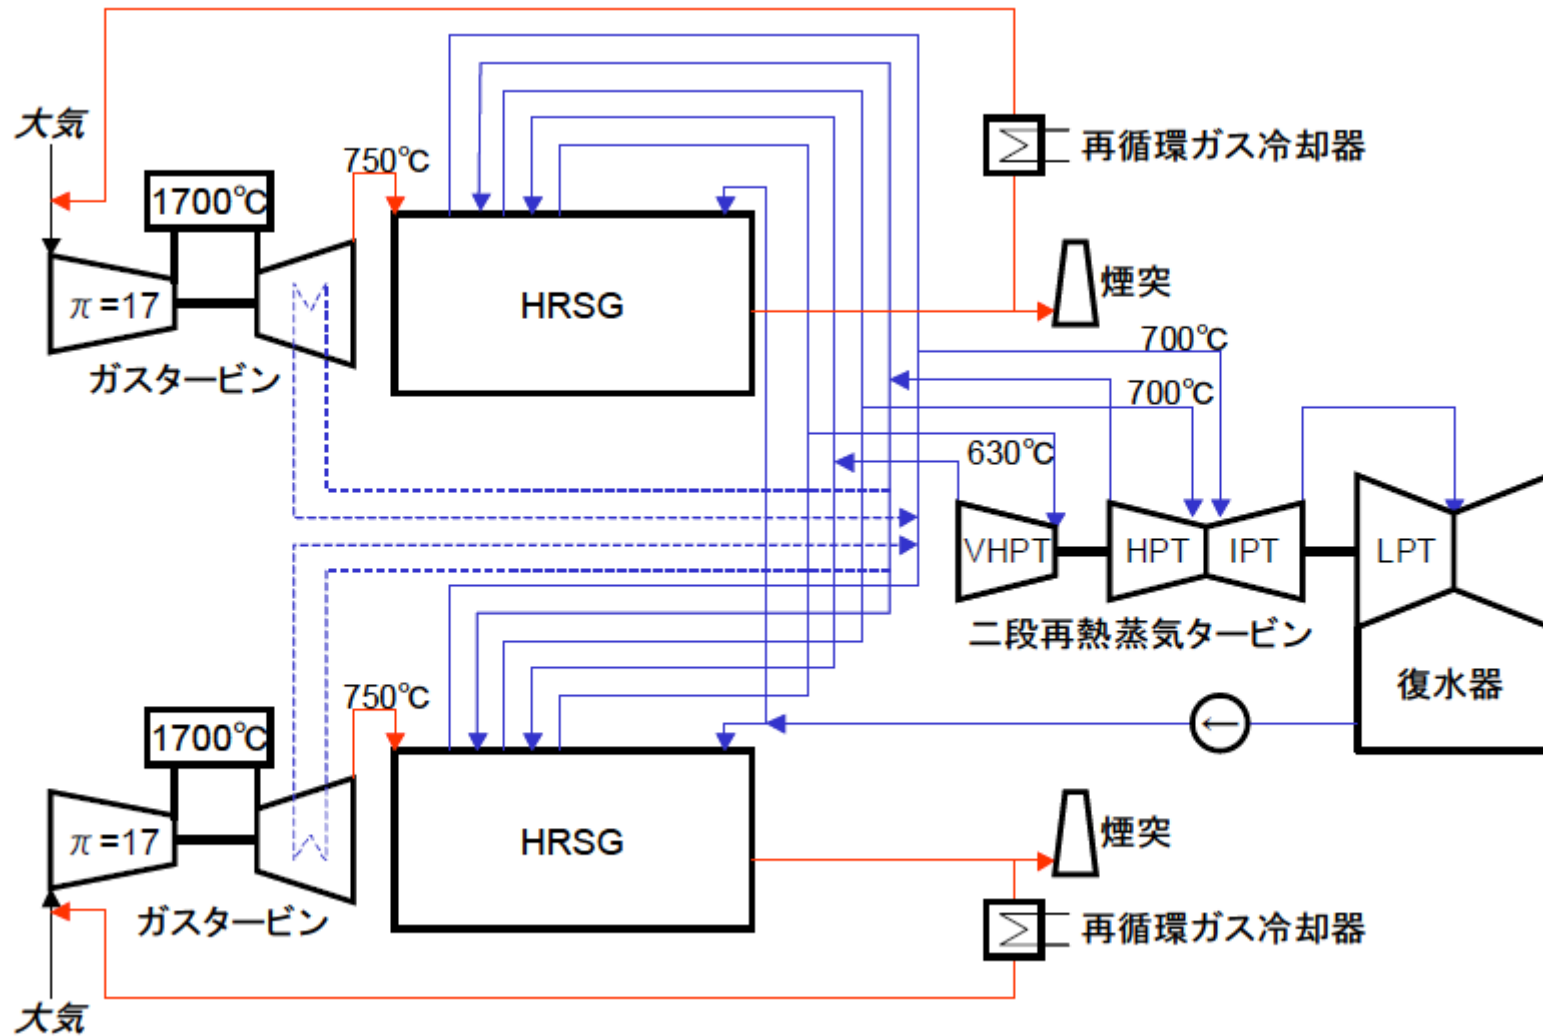 大気
750℃
再循環ガス冷却器
1700℃
π=17
HRSG
煙突
ガスタービン
700℃
700℃
630℃
VHPT
HPT
IPT
LPT
二段再熱蒸気タービン
復水器
←
750℃
1700℃
π=17
HRSG
煙突
ガスタービン
再循環ガス冷却器
大気